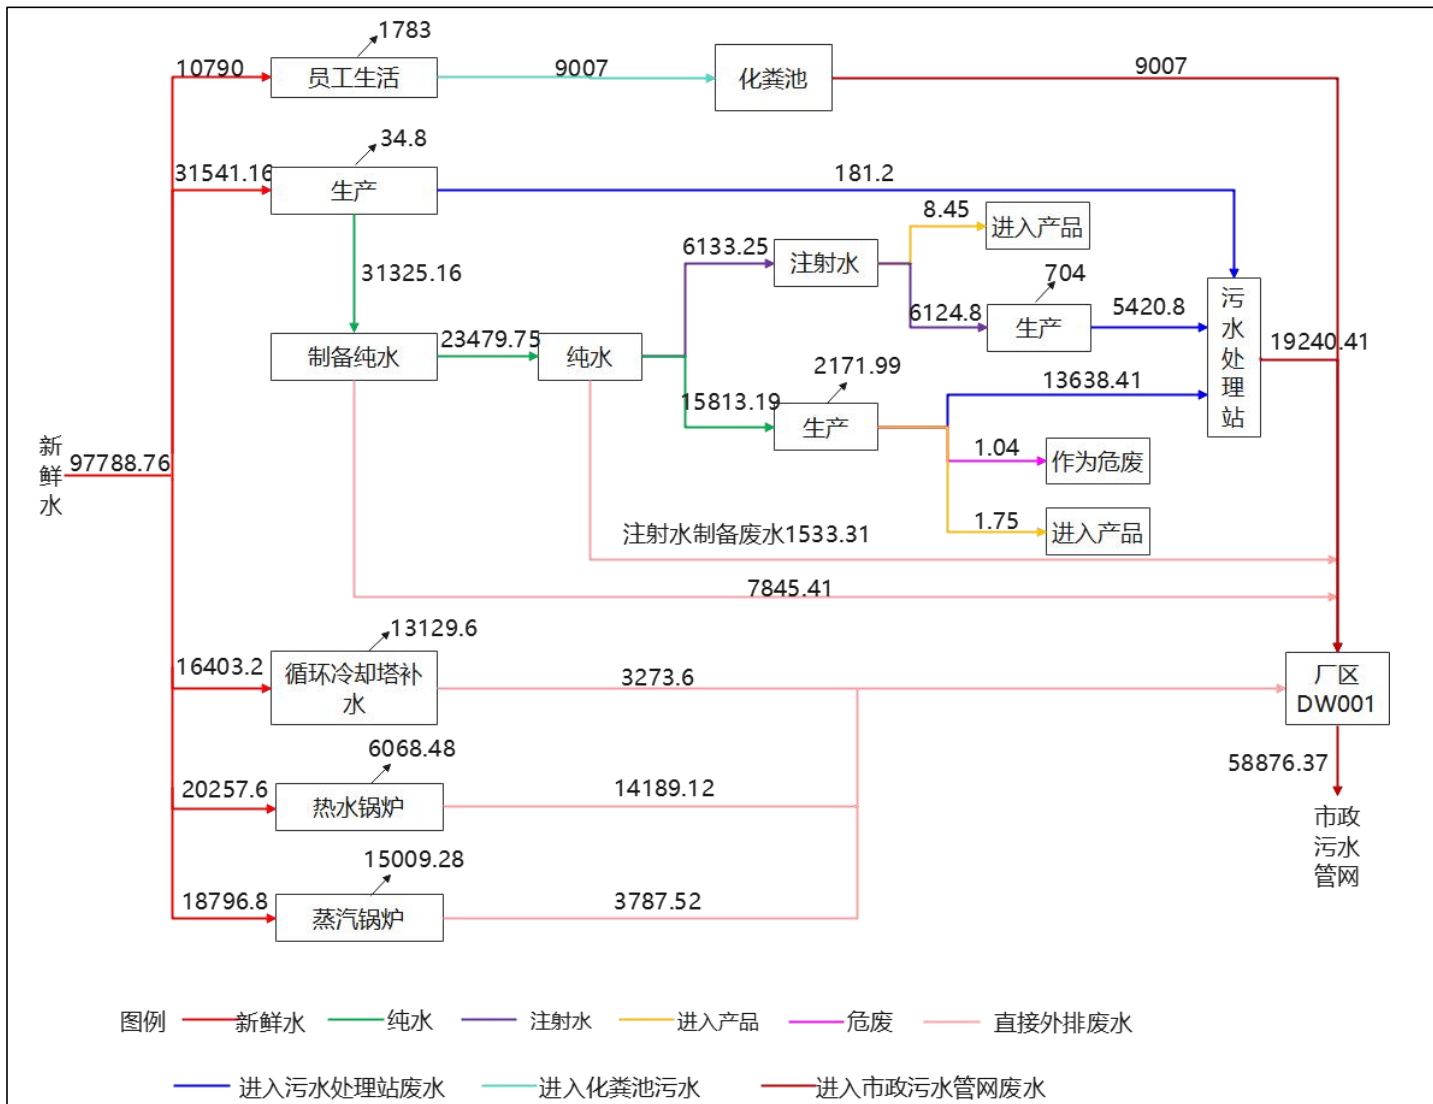 1783
10790
员工生活
9007
化粪池
9007
34.8
31541.16
生产
181.2
8.45
进入产品
6133.25
注射水
31325.16
704
6124.8
生产
5420.8
污
水
处
理
站
19240.41
制备纯水
23479.75
纯水
2171.99
13638.41
15813.19
生产
1.04
作为危废
新
鲜
水
97788.76
1.75
进入产品
注射水制备废水1533.31
7845.41
13129.6
16403.2
循环冷却塔补
水
3273.6
厂区
DW001
6068.48
58876.37
20257.6
热水锅炉
14189.12
市政
污水
管网
15009.28
18796.8
蒸汽锅炉
3787.52
图例 新鲜水 纯水 注射水 进入产品 危废 直接外排废水
进入污水处理站废水 进入化粪池污水 进入市政污水管网废水